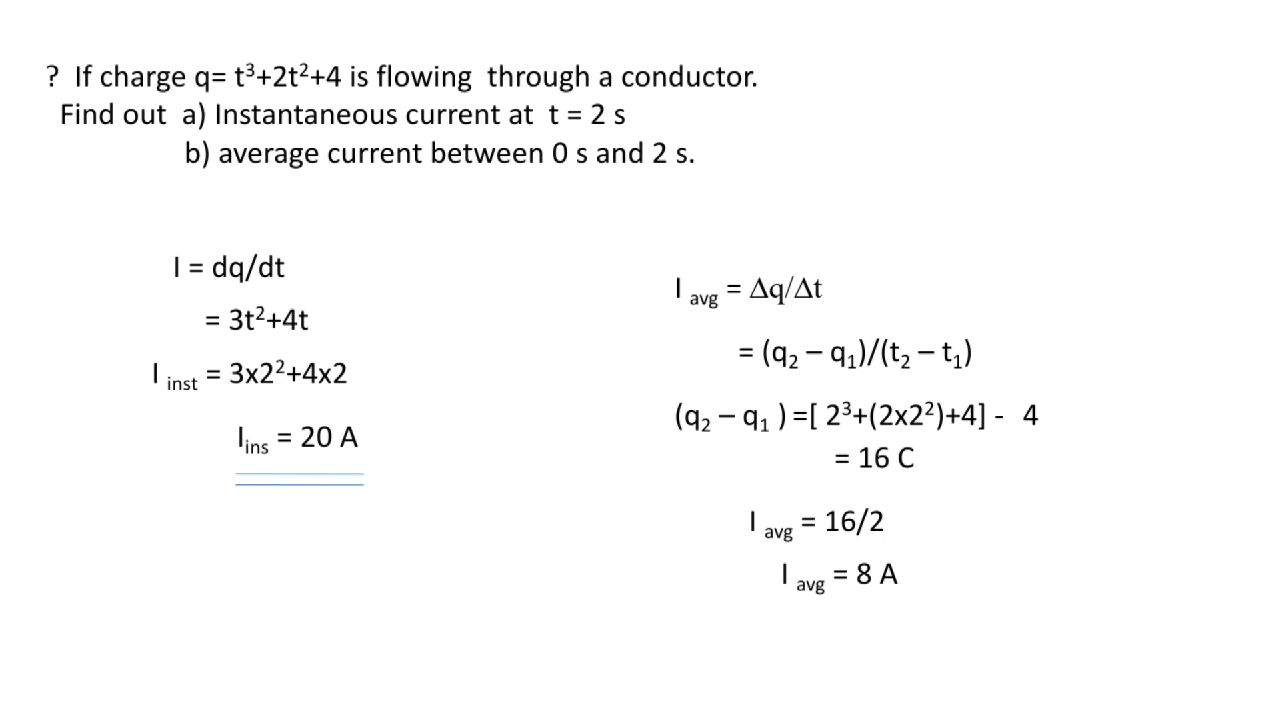 ? If charge q= t³+2t²+4 is flowing through a conductor.
Find out a) Instantaneous current at t = 2 s
b) average current between 0 s and 2 s.
I = dq/dt
= 3t²+4t
I inst = 3x2²+4x2
Iins = 20 A
I avg = Δq/Δt
= (q₂ – q₁)/(t₂ – t₁)
(q₂ – q₁ ) =[ 2³+(2x2²)+4] - 4
= 16 C
I avg = 16/2
I avg = 8 A